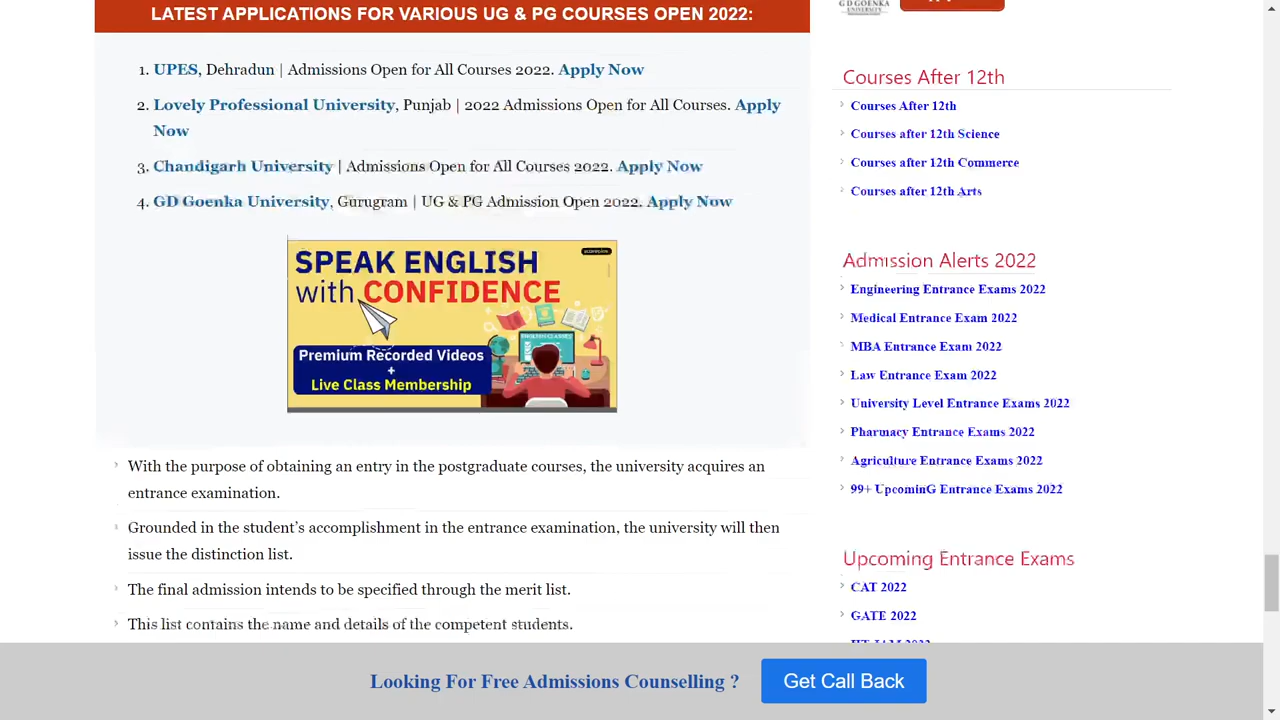 LATEST APPLICATIONS FOR VARIOUS UG & PG COURSES OPEN 2022:
1. UPES, Dehradun | Admissions Open for All Courses 2022. Apply Now
2. Lovely Professional University, Punjab | 2022 Admissions Open for All Courses. Apply
Now
3. Chandigarh University | Admissions Open for All Courses 2022. Apply Now
4. GD Goenka University, Gurugram | UG & PG Admission Open 2022. Apply Now
SPEAK ENGLISH
with CONFIDENCE
Premium Recorded Videos
+
Live Class Membership
With the purpose of obtaining an entry in the postgraduate courses, the university acquires an
entrance examination.
Grounded in the student's accomplishment in the entrance examination, the university will then
issue the distinction list.
The final admission intends to be specified through the merit list.
This list contains the name and details of the competent students.
GD GOENKA
UNIVERSITY
Courses After 12th
Courses After 12th
Courses after 12th Science
Courses after 12th Commerce
Courses after 12th Arts
Admission Alerts 2022
Engineering Entrance Exams 2022
Medical Entrance Exam 2022
MBA Entrance Exam 2022
Law Entrance Exam 2022
University Level Entrance Exams 2022
Pharmacy Entrance Exams 2022
Agriculture Entrance Exams 2022
99+ UpcominG Entrance Exams 2022
Upcoming Entrance Exams
CAT 2022
GATE 2022
Looking For Free Admissions Counselling ?
Get Call Back